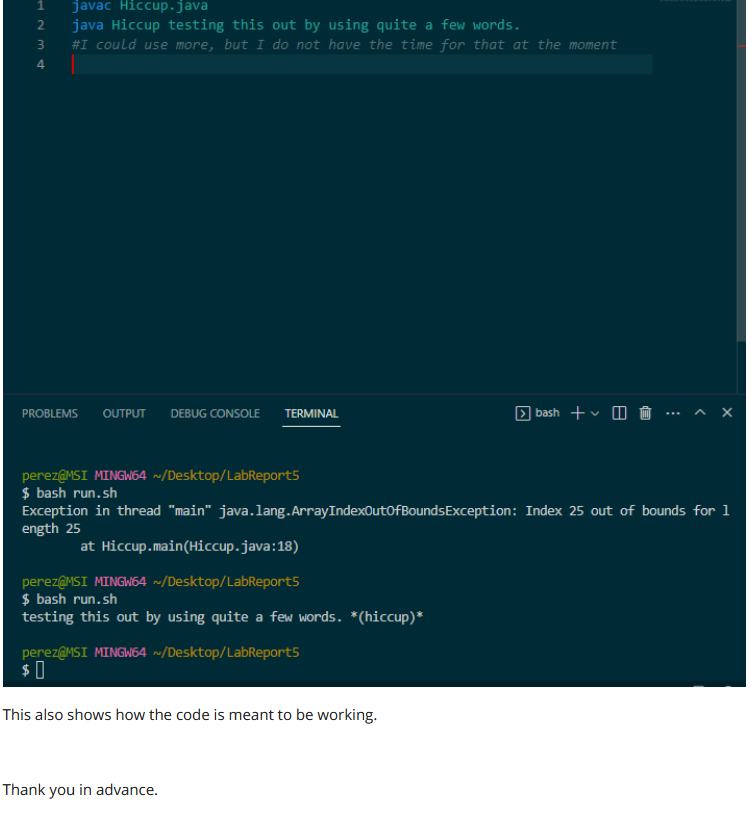 1 javac Hiccup.java
2 java Hiccup testing this out by using quite a few words.
3 #I could use more, but I do not have the time for that at the moment
4
PROBLEMS OUTPUT DEBUG CONSOLE TERMINAL bash
perez@MSI MINGW64 ~/Desktop/LabReport5
$ bash run.sh
Exception in thread "main" java.lang.ArrayIndexOutOfBoundsException: Index 25 out of bounds for l
ength 25
at Hiccup.main(Hiccup.java:18)
perez@MSI MINGW64 ~/Desktop/LabReport5
$ bash run.sh
testing this out by using quite a few words. *(hiccup)*
perez@MSI MINGW64 ~/Desktop/LabReport5
$
This also shows how the code is meant to be working.
Thank you in advance.